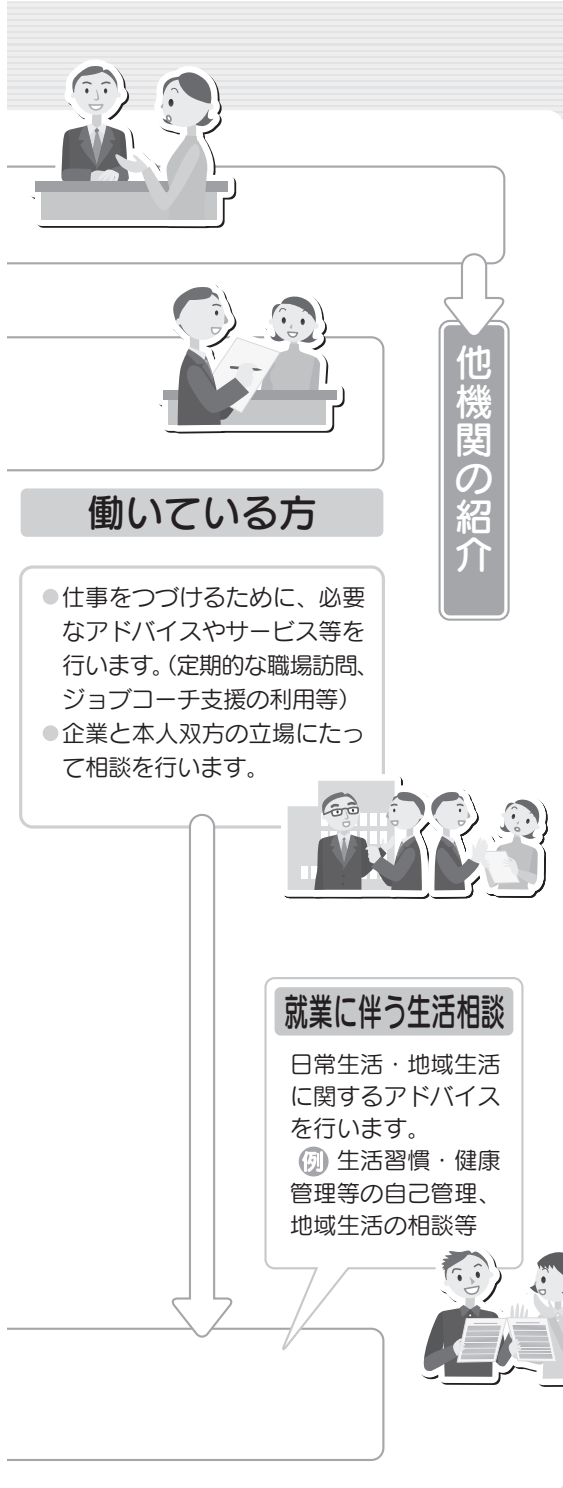 他機関の紹介
働いている方
●仕事をつづけるために、必要
なアドバイスやサービス等を
行います。（定期的な職場訪問、
ジョブコーチ支援の利用等）
●企業と本人双方の立場にたっ
て相談を行います。
就業に伴う生活相談
日常生活・地域生活
に関するアドバイス
を行います。
例 生活習慣・健康
管理等の自己管理、
地域生活の相談等